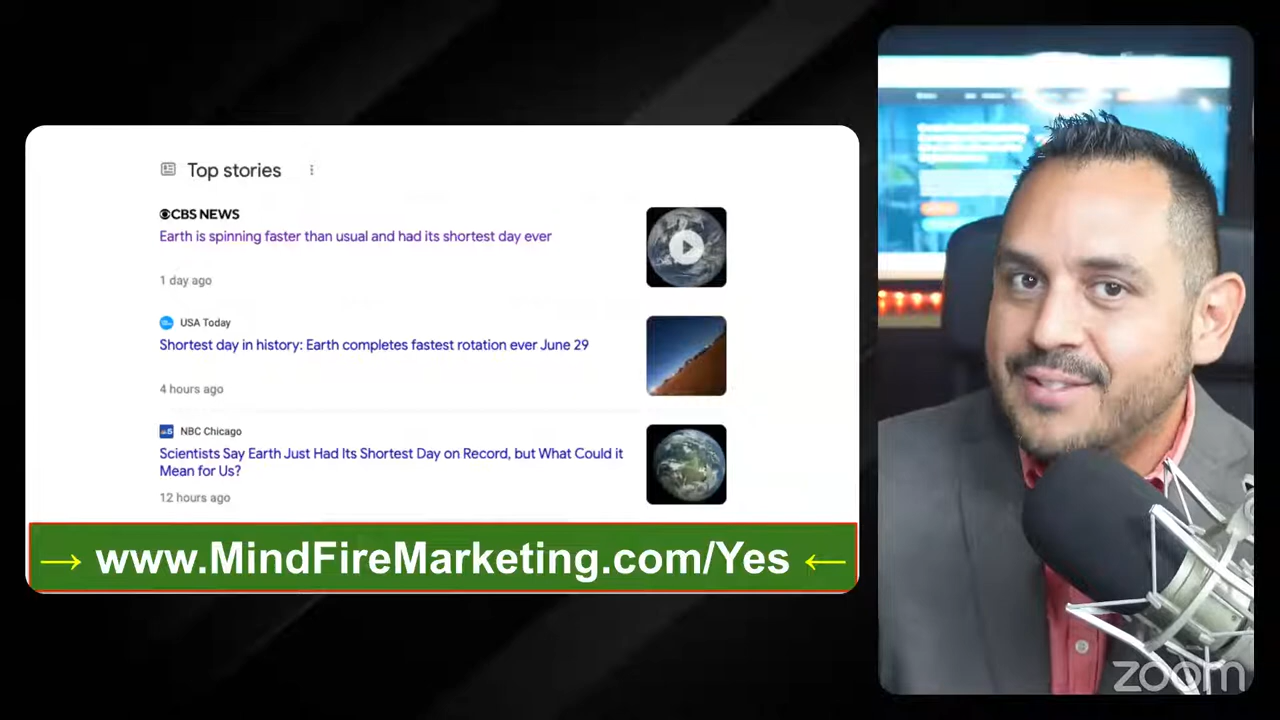 Top stories
CBS NEWS
Earth is spinning faster than usual and had its shortest day ever
1 day ago
USA Today
Shortest day in history: Earth completes fastest rotation ever June 29
4 hours ago
NBC Chicago
Scientists Say Earth Just Had Its Shortest Day on Record, but What Could it
Mean for Us?
12 hours ago
→ www.MindFireMarketing.com/Yes ←
zoom